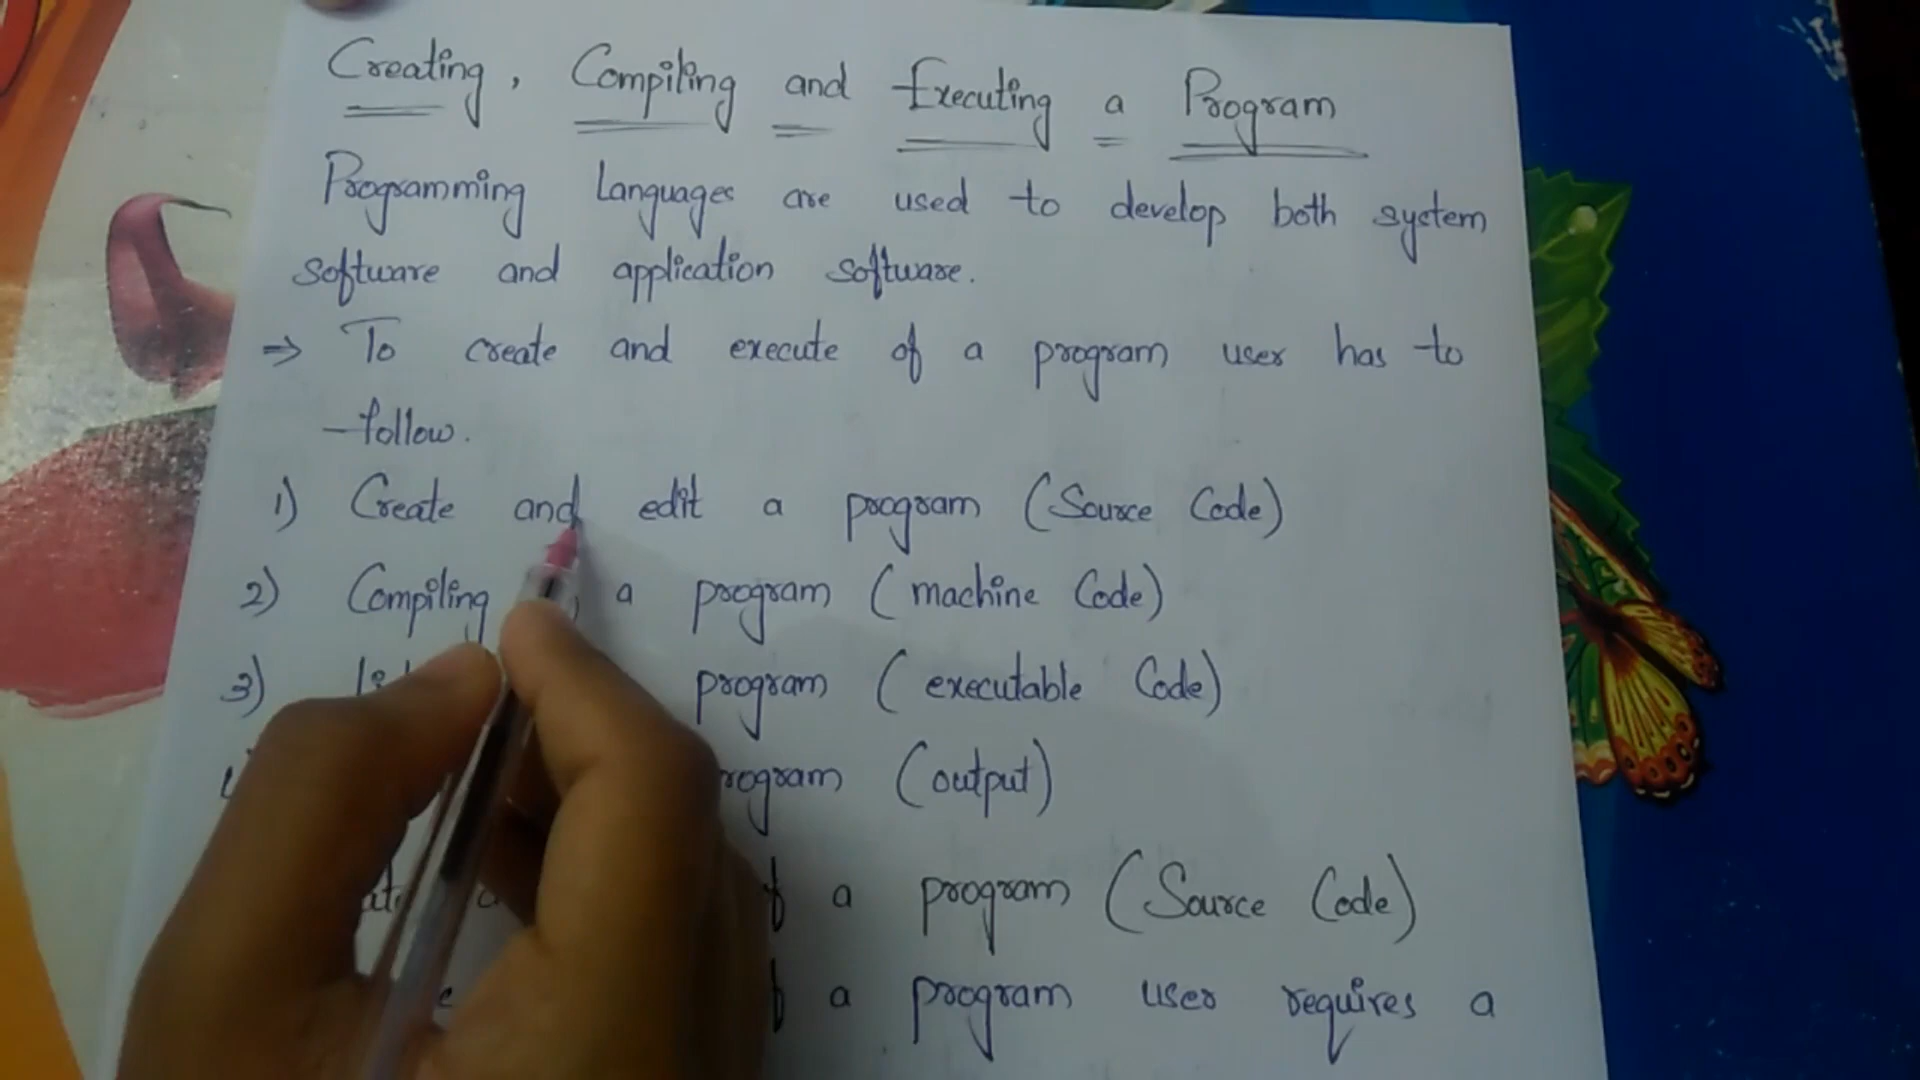 Creating, Compiling and Executing a Program
Programming Languages are used to develop both system
software and application software.
⇒ To create and execute of a program user has to
follow.
1) Create and edit a program (Source Code)
2) Compiling a program (machine Code)
3) program (executable Code)
program (output)
a program (Source Code)
a program user requires a